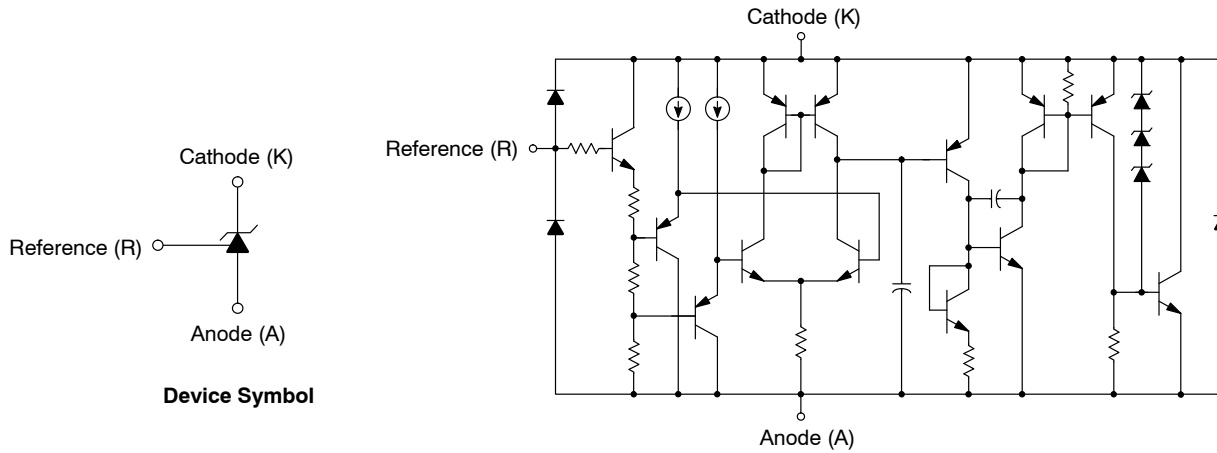 Cathode (K)
Reference (R)
Anode (A)
Device Symbol
Cathode (K)
Reference (R)
Anode (A)